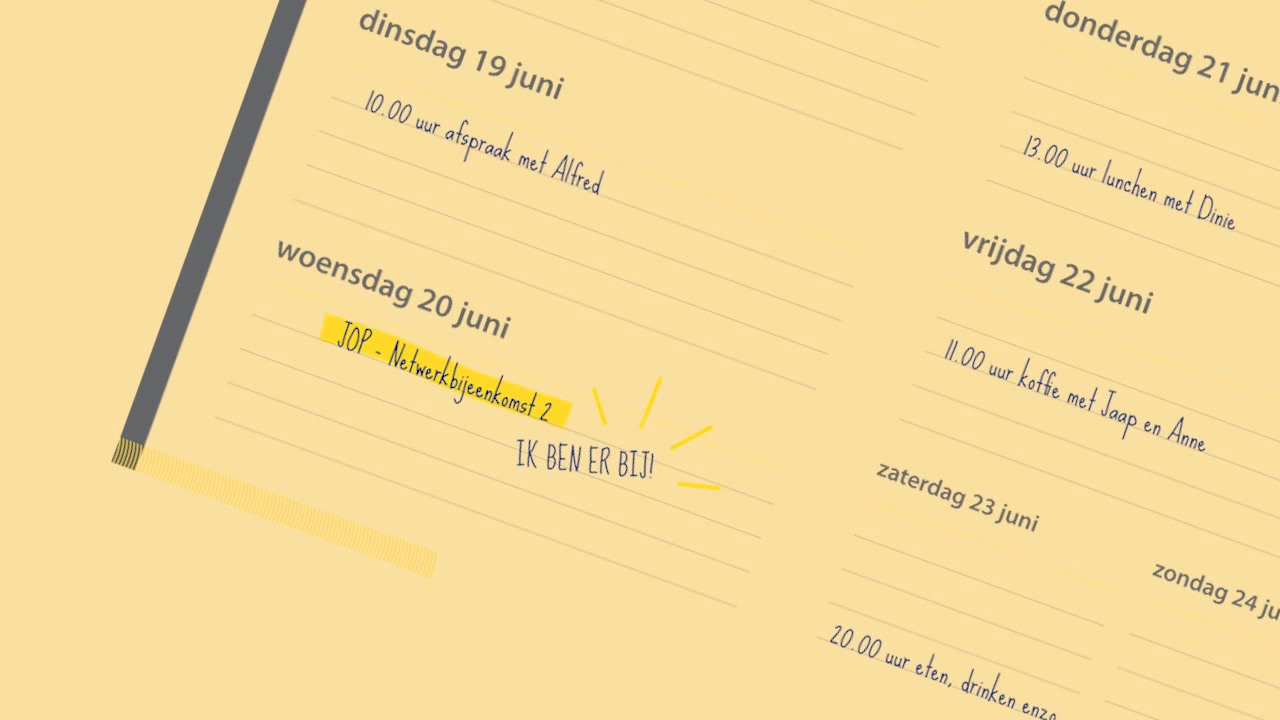 dinsdag 19 juni
10.00 uur afspraak met Alfred
woensdag 20 juni
JOP - Netwerkbijeenkomst 2
IK BEN ER BIJ!
donderdag 21 jun
13.00 uur lunchen met Dinie
vrijdag 22 juni
11.00 uur koffie met Jaap en Anne
zaterdag 23 juni
20.00 uur eten, drinken enzo
zondag 24 ju